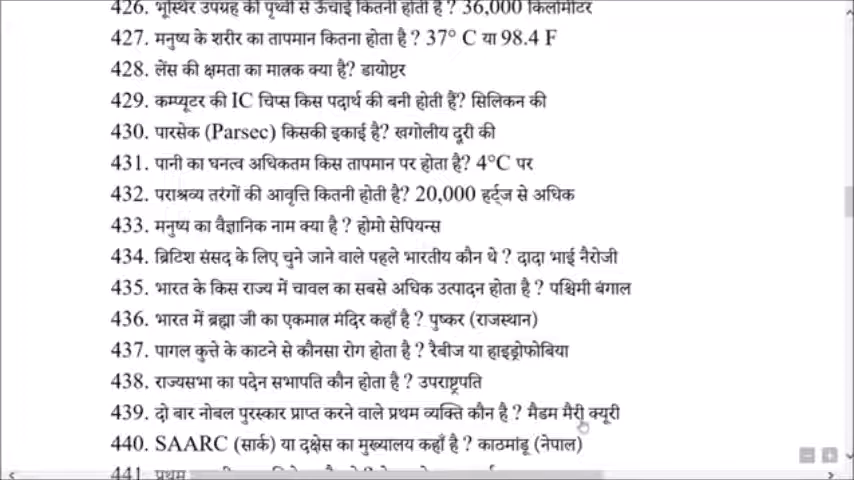 426. भूस्थिर उपग्रह की पृथ्वी से ऊँचाई कितनी होती है ? 36,000 किलोमीटर
427. मनुष्य के शरीर का तापमान कितना होता है ? 37° C या 98.4 F
428. लेंस की क्षमता का मात्रक क्या है? डायोप्टर
429. कम्प्यूटर की IC चिप्स किस पदार्थ की बनी होती हैं? सिलिकन की
430. पारसेक (Parsec) किसकी इकाई है? खगोलीय दूरी की
431. पानी का घनत्व अधिकतम किस तापमान पर होता है? 4°C पर
432. पराश्रव्य तरंगों की आवृत्ति कितनी होती है? 20,000 हर्ट्ज से अधिक
433. मनुष्य का वैज्ञानिक नाम क्या है ? होमो सेपियन्स
434. ब्रिटिश संसद के लिए चुने जाने वाले पहले भारतीय कौन थे ? दादा भाई नैरोजी
435. भारत के किस राज्य में चावल का सबसे अधिक उत्पादन होता है ? पश्चिमी बंगाल
436. भारत में ब्रह्मा जी का एकमात्र मंदिर कहाँ है ? पुष्कर (राजस्थान)
437. पागल कुत्ते के काटने से कौनसा रोग होता है ? रैबीज या हाइड्रोफोबिया
438. राज्यसभा का पदेन सभापति कौन होता है ? उपराष्ट्रपति
439. दो बार नोबल पुरस्कार प्राप्त करने वाले प्रथम व्यक्ति कौन है ? मैडम मैरी क्यूरी
440. SAARC (सार्क) या दक्षेस का मुख्यालय कहाँ है ? काठमांडू (नेपाल)
441. प्रथम